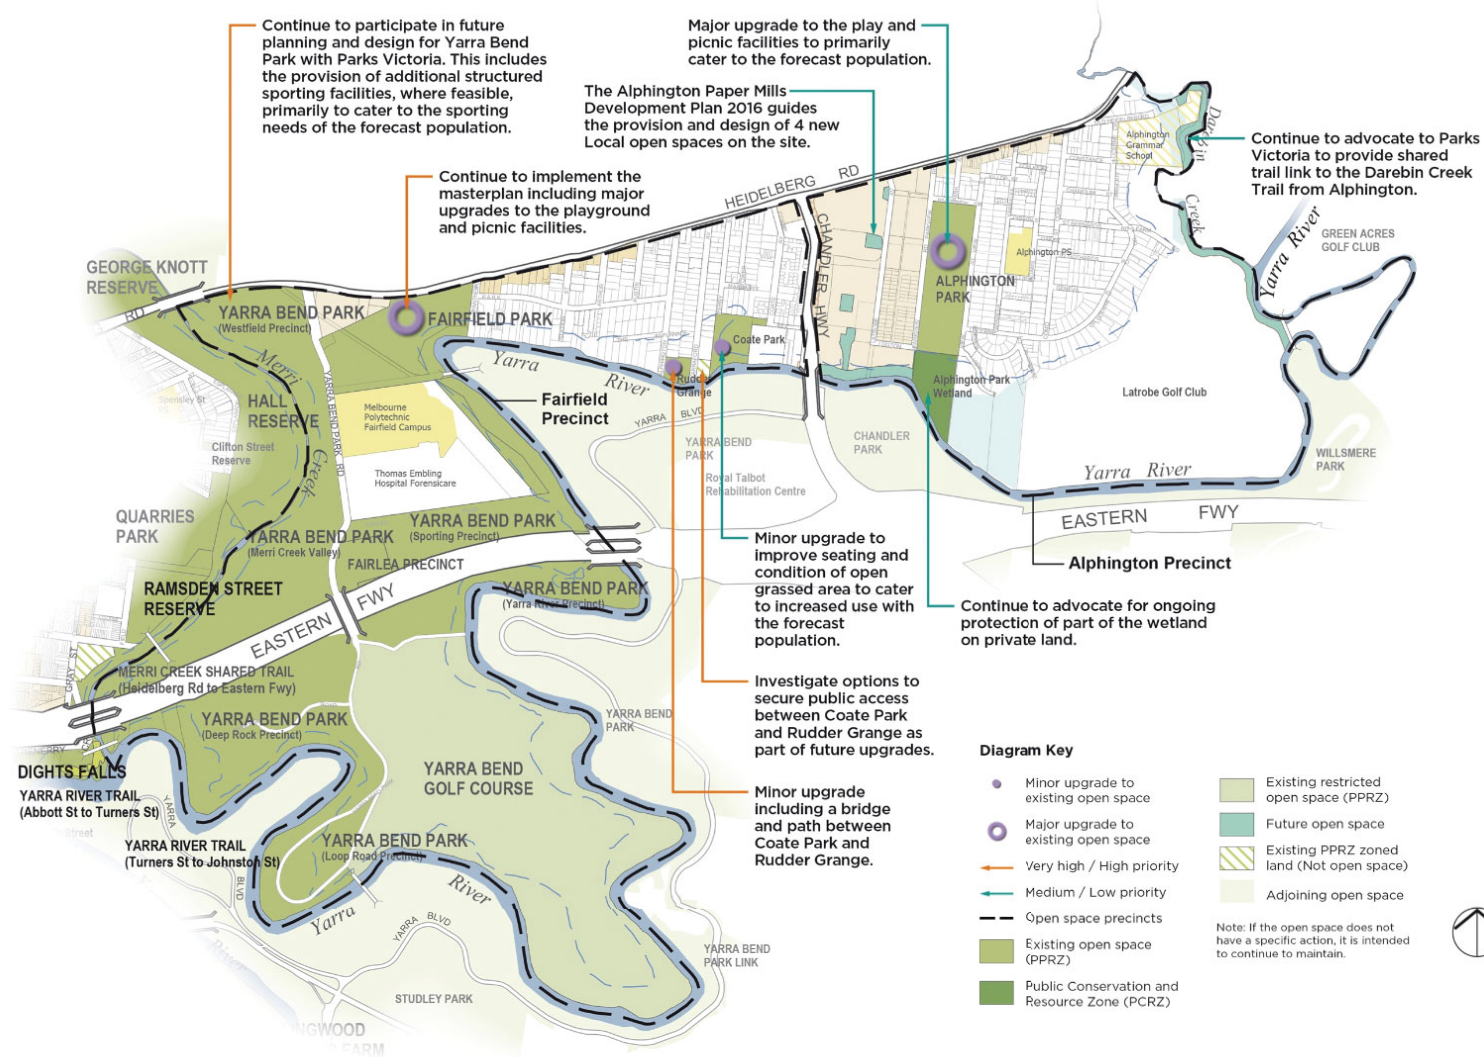 Continue to participate in future
planning and design for Yarra Bend
Park with Parks Victoria. This includes
the provision of additional structured
sporting facilities, where feasible,
primarily to cater to the sporting
needs of the forecast population.
Major upgrade to the play and
picnic facilities to primarily
cater to the forecast population.
The Alphington Paper Mills
Development Plan 2016 guides
the provision and design of 4 new
Local open spaces on the site.
Continue to implement the
masterplan including major
upgrades to the playground
and picnic facilities.
Continue to advocate to Parks
Victoria to provide shared
trail link to the Darebin Creek
Trail from Alphington.
Alphington
Grammar
School
Darebin
Creek
HEIDELBERG RD
CHANDLER HWY
Yarra River
GREEN ACRES
GOLF CLUB
Alphington PS
ALPHINGTON
PARK
GEORGE KNOTT
RESERVE
RD
YARRA BEND PARK
(Westfield Precinct)
FAIRFIELD PARK
Coate Park
Rudder
Grange
Merri
Creek
Yarra
River
Alphington Park
Wetland
Latrobe Golf Club
HALL
RESERVE
Spensley St
PS
YARRA BEND PARK RD
Melbourne
Polytechnic
Fairfield Campus
Fairfield
Precinct
YARRA BLVD
YARRA BEND
PARK
CHANDLER
PARK
Clifton Street
Reserve
WILLSMERE
PARK
Thomas Embling
Hospital Forensicare
Royal Talbot
Rehabilitation Centre
Yarra River
QUARRIES
PARK
YARRA BEND PARK
(Sporting Precinct)
EASTERN FWY
YARRA BEND PARK
(Merri Creek Valley)
FAIRLEA PRECINCT
Alphington Precinct
RAMSDEN STREET
RESERVE
YARRA BEND PARK
(Yarra River Precinct)
EASTERN FWY
Minor upgrade to
improve seating and
condition of open
grassed area to cater
to increased use with
the forecast
population.
Continue to advocate for ongoing
protection of part of the wetland
on private land.
GRAY ST
MERRI CREEK SHARED TRAIL
(Heidelberg Rd to Eastern Fwy)
Investigate options to
secure public access
between Coate Park
and Rudder Grange as
part of future upgrades.
YARRA BEND PARK
(Deep Rock Precinct)
YARRA BEND
PARK
DIGHTS FALLS
YARRA RIVER TRAIL
(Abbott St to Turners St)
YARRA BEND
GOLF COURSE
YARRA
YARRA RIVER TRAIL
(Turners St to Johnston St)
BLVD
YARRA BEND PARK
(Loop Road Precinct)
Minor upgrade
including a bridge
and path between
Coate Park and
Rudder Grange.
Yarra
River
YARRA BLVD
River
YARRA BEND
PARK LINK
STUDLEY PARK
NGWOOD
FARM
Diagram Key
Minor upgrade to
existing open space
Major upgrade to
existing open space
Very high / High priority
Medium / Low priority
Open space precincts
Existing open space
(PPRZ)
Public Conservation and
Resource Zone (PCRZ)
Existing restricted
open space (PPRZ)
Future open space
Existing PPRZ zoned
land (Not open space)
Adjoining open space
Note: If the open space does not
have a specific action, it is intended
to continue to maintain.